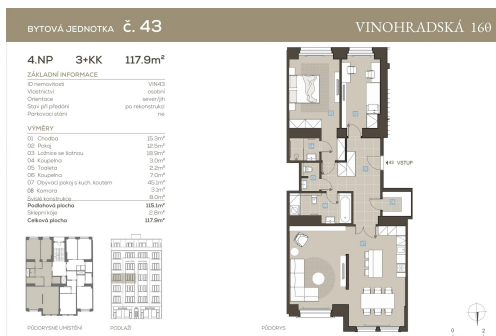 BYTOVÁ JEDNOTKA č. 43
VINOHRADSKÁ 160
4.NP 3+KK 117.9m²
ZÁKLADNÍ INFORMACE
ID nemovitosti VIN43
Vlastnictví osobní
Orientace sever/jih
Stav při předání po rekonstrukci
Parkovací stání ne
VÝMĚRY
01 Chodba 15.3m²
02 Pokoj 12.5m²
03 Ložnice se šatnou 18.9m²
04 Koupelna 3.0m²
05 Toaleta 2.2m²
06 Koupelna 7.0m²
07 Obývací pokoj s kuch. koutem 45.1m²
08 Komora 3.1m²
Svislé konstrukce 8.0m²
Podlahová plocha 115.1m²
Sklepní kóje 2.8m²
Celková plocha 117.9m²
VSTUP
PŮDORYSNÉ UMÍSTĚNÍ
PODLAŽÍ
PŮDORYS
0 2